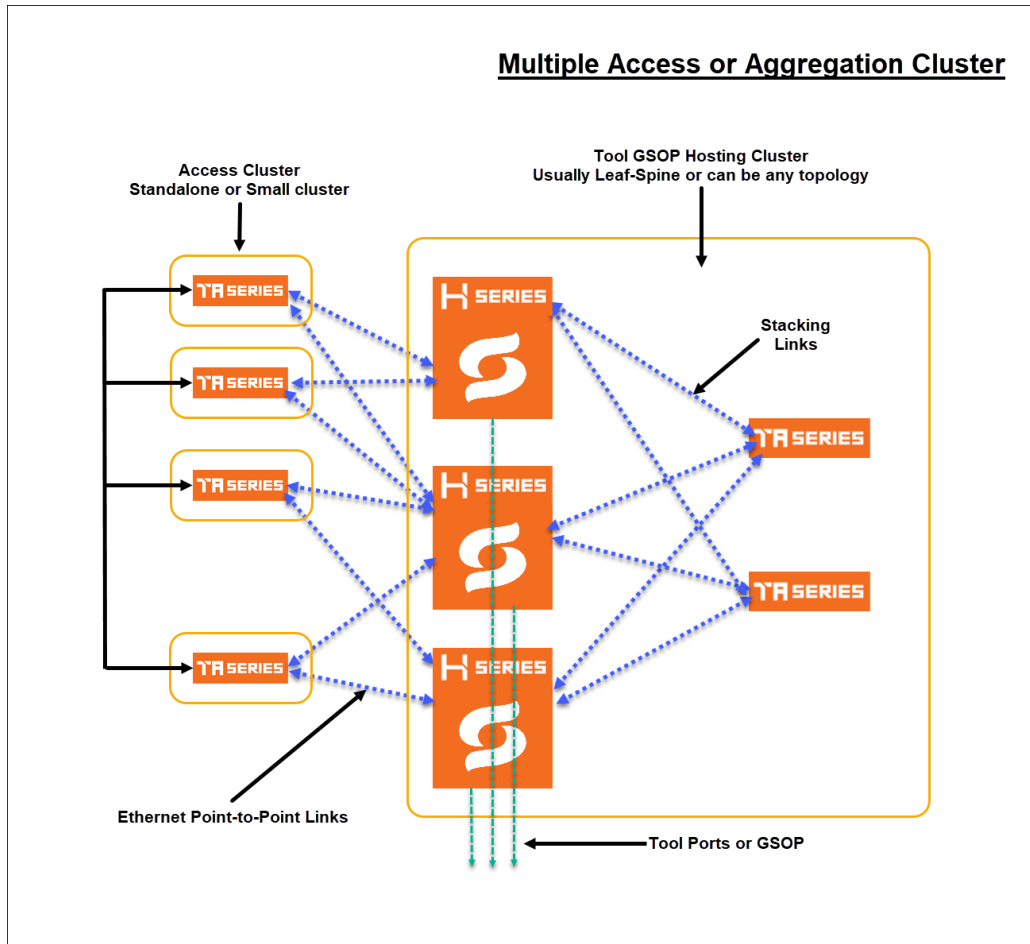 Multiple Access or Aggregation Cluster
Access Cluster
Standalone or Small cluster
Tool GSOP Hosting Cluster
Usually Leaf-Spine or can be any topology
TA SERIES
TA SERIES
TA SERIES
TA SERIES
H SERIES
H SERIES
H SERIES
Stacking
Links
TA SERIES
TA SERIES
Ethernet Point-to-Point Links
Tool Ports or GSOP